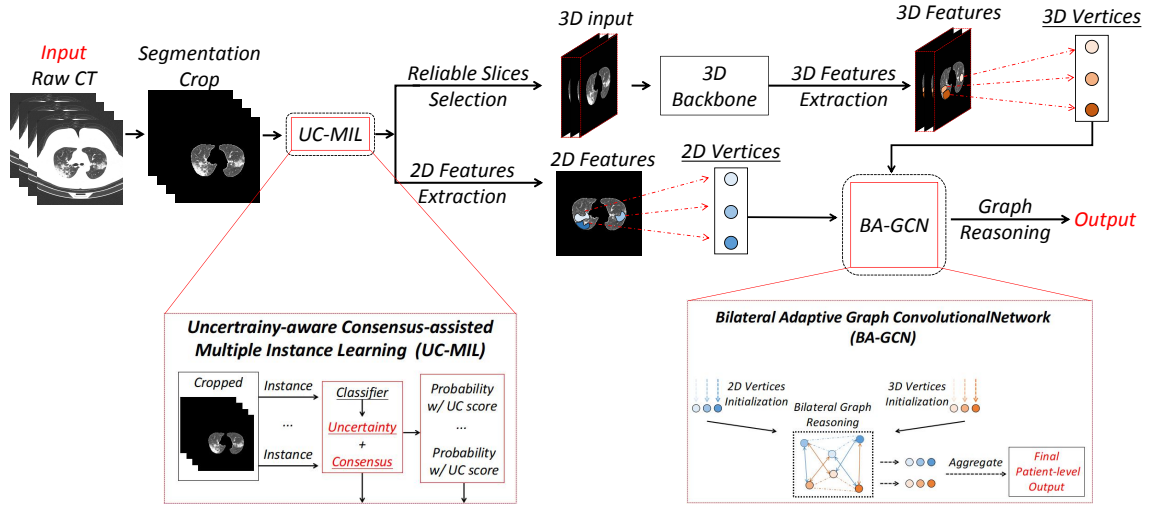 Input
Raw CT
Segmentation
Crop
UC-MIL
Reliable Slices
Selection
3D input
3D
Backbone
3D Features
Extraction
3D Features
3D Vertices
2D Features
Extraction
2D Features
2D Vertices
BA-GCN
Graph
Reasoning
Output
Uncertrainy-aware Consensus-assisted
Multiple Instance Learning (UC-MIL)
Cropped
Instance
...
Instance
Classifier
Uncertainty
+
Consensus
Probability
w/ UC score
...
Probability
w/ UC score
Bilateral Adaptive Graph ConvolutionalNetwork
(BA-GCN)
2D Vertices
Initialization
3D Vertices
Initialization
Bilateral Graph
Reasoning
Aggregate
Final
Patient-level
Output